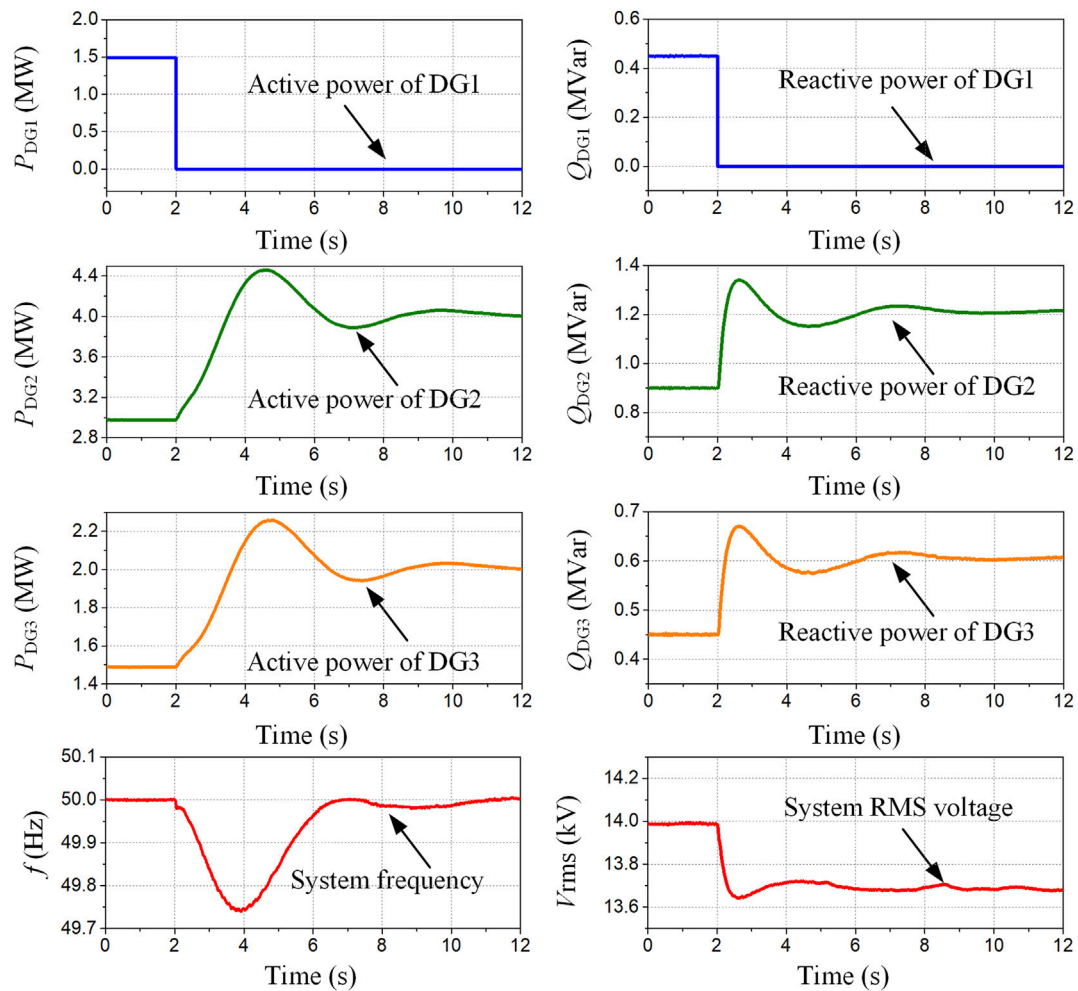 2.0
1.5
1.0
0.5
0.0
P_DG1 (MW)
Active power of DG1
0 2 4 6 8 10 12
Time (s)
0.6
0.4
0.2
0.0
Q_DG1 (MVar)
Reactive power of DG1
0 2 4 6 8 10 12
Time (s)
4.4
4.0
3.6
3.2
2.8
P_DG2 (MW)
Active power of DG2
0 2 4 6 8 10 12
Time (s)
1.4
1.2
1.0
0.8
Q_DG2 (MVar)
Reactive power of DG2
0 2 4 6 8 10 12
Time (s)
2.2
2.0
1.8
1.6
1.4
P_DG3 (MW)
Active power of DG3
0 2 4 6 8 10 12
Time (s)
0.7
0.6
0.5
0.4
Q_DG3 (MVar)
Reactive power of DG3
0 2 4 6 8 10 12
Time (s)
50.1
50.0
49.9
49.8
49.7
f (Hz)
System frequency
0 2 4 6 8 10 12
Time (s)
14.2
14.0
13.8
13.6
Vrms (kV)
System RMS voltage
0 2 4 6 8 10 12
Time (s)